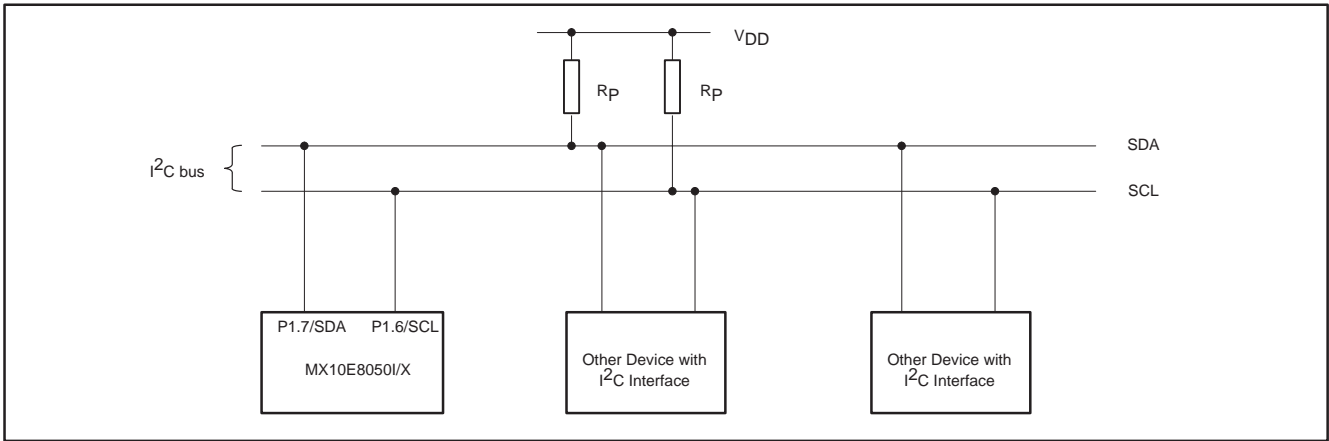 VDD
RP
RP
SDA
I2C bus
SCL
P1.7/SDA
P1.6/SCL
MX10E8050I/X
Other Device with
I2C Interface
Other Device with
I2C Interface